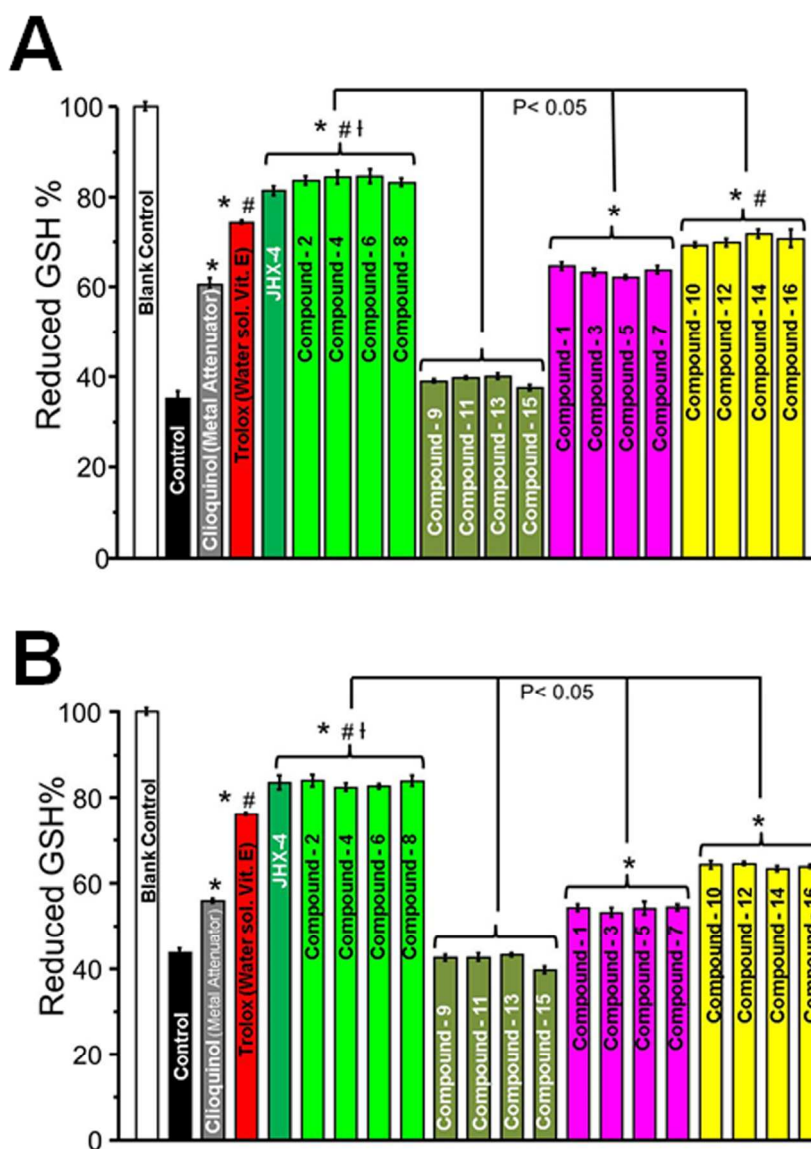 A
P< 0.05
* # ƚ
* #
*
*
* #
Reduced GSH %
100
80
60
40
20
0
Blank Control
Control
Clioquinol (Metal Attenuator)
Trolox (Water sol. Vit. E)
JHX-4
Compound - 2
Compound - 4
Compound - 6
Compound - 8
Compound - 9
Compound - 11
Compound - 13
Compound - 15
Compound - 1
Compound - 3
Compound - 5
Compound - 7
Compound - 10
Compound - 12
Compound - 14
Compound - 16
B
P< 0.05
* # ƚ
* #
*
*
*
Reduced GSH%
100
80
60
40
20
0
Blank Control
Control
Clioquinol (Metal Attenuator)
Trolox (Water sol. Vit. E)
JHX-4
Compound - 2
Compound - 4
Compound - 6
Compound - 8
Compound - 9
Compound - 11
Compound - 13
Compound - 15
Compound - 1
Compound - 3
Compound - 5
Compound - 7
Compound - 10
Compound - 12
Compound - 14
Compound - 16